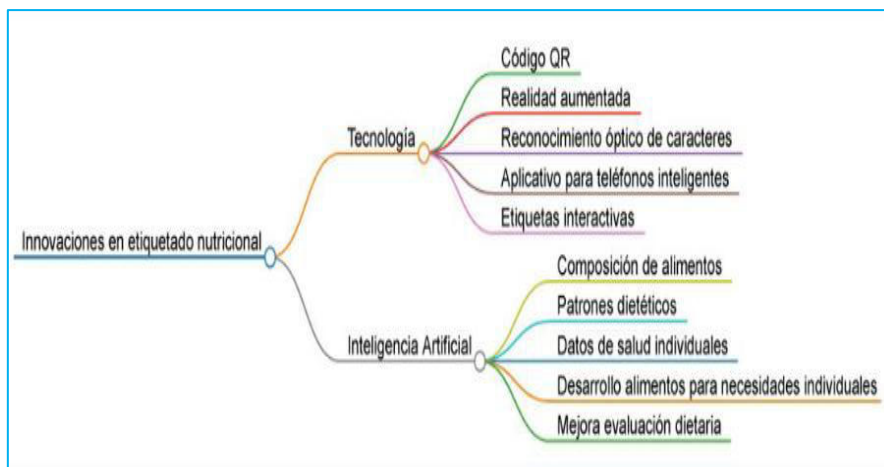 Innovaciones en etiquetado nutricional
Tecnología
Código QR
Realidad aumentada
Reconocimiento óptico de caracteres
Aplicativo para teléfonos inteligentes
Etiquetas interactivas
Inteligencia Artificial
Composición de alimentos
Patrones dietéticos
Datos de salud individuales
Desarrollo alimentos para necesidades individuales
Mejora evaluación dietaria